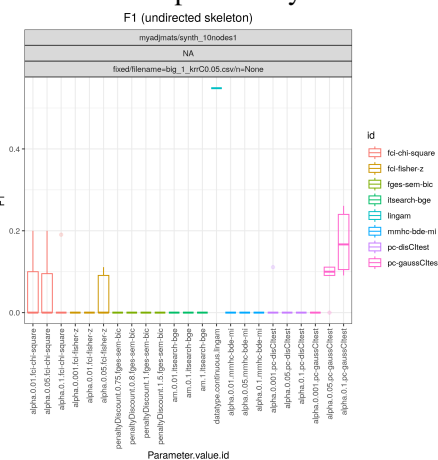 F1 (undirected skeleton)
myadjmats/synth_10nodes1
NA
fixed/filename=big_1_krrC0.05.csv/n=None
F1
0.4
0.2
0.0
alpha.0.01.fci-chi-square
alpha.0.05.fci-chi-square
alpha.0.1.fci-chi-square
alpha.0.001.fci-fisher-z
alpha.0.01.fci-fisher-z
alpha.0.05.fci-fisher-z
penaltyDiscount.0.75.fges-sem-bic
penaltyDiscount.0.8.fges-sem-bic
penaltyDiscount.1.fges-sem-bic
penaltyDiscount.1.5.fges-sem-bic
am.0.01.itsearch-bge
am.0.1.itsearch-bge
am.1.itsearch-bge
datatype.continuous.lingam
alpha.0.01.mmhc-bde-mi
alpha.0.05.mmhc-bde-mi
alpha.0.1.mmhc-bde-mi
alpha.0.001.pc-disCItest
alpha.0.05.pc-disCItest
alpha.0.1.pc-disCItest
alpha.0.001.pc-gaussCItest
alpha.0.05.pc-gaussCItest
alpha.0.1.pc-gaussCItest
Parameter.value.id
id
fci-chi-square
fci-fisher-z
fges-sem-bic
itsearch-bge
lingam
mmhc-bde-mi
pc-disCItest
pc-gaussCItes